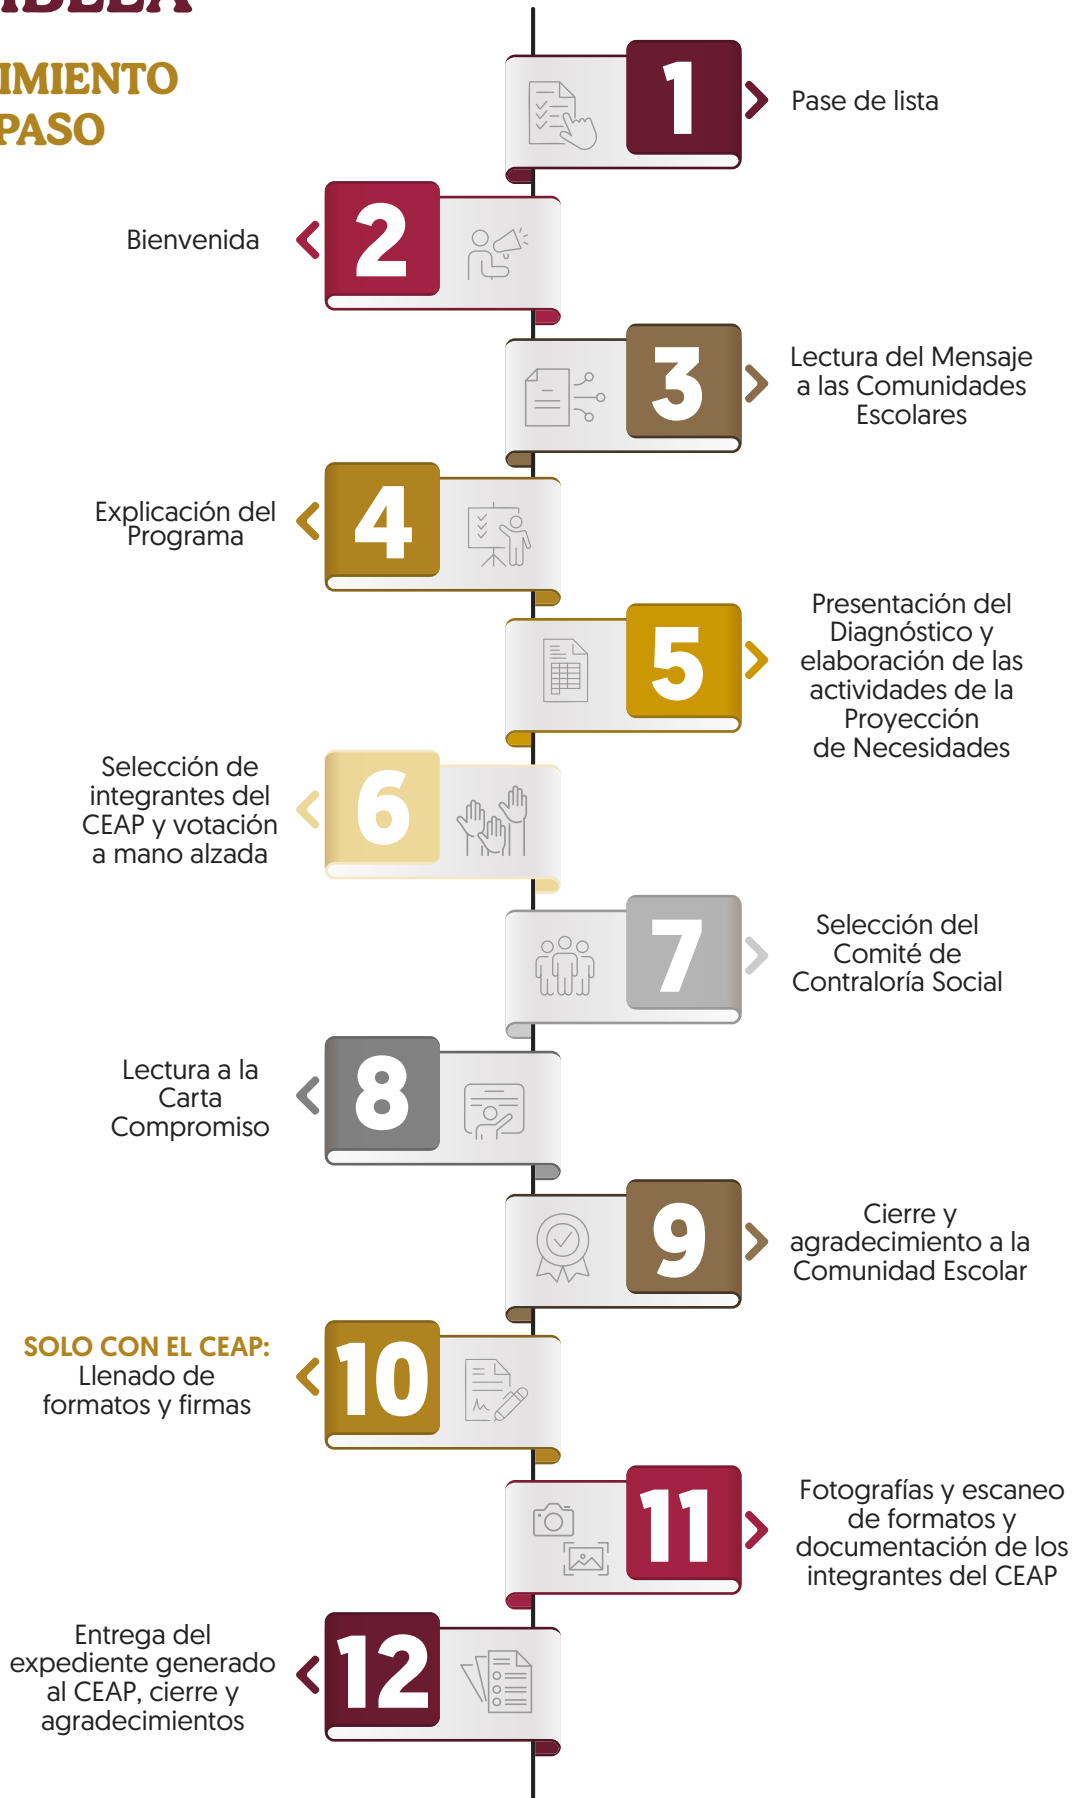 IMIENTO
PASO
1
Pase de lista
2
Bienvenida
3
Lectura del Mensaje
a las Comunidades
Escolares
4
Explicación del
Programa
5
Presentación del
Diagnóstico y
elaboración de las
actividades de la
Proyección
de Necesidades
6
Selección de
integrantes del
CEAP y votación
a mano alzada
7
Selección del
Comité de
Contraloría Social
8
Lectura a la
Carta
Compromiso
9
Cierre y
agradecimiento a la
Comunidad Escolar
10
SOLO CON EL CEAP:
Llenado de
formatos y firmas
11
Fotografías y escaneo
de formatos y
documentación de los
integrantes del CEAP
12
Entrega del
expediente generado
al CEAP, cierre y
agradecimientos